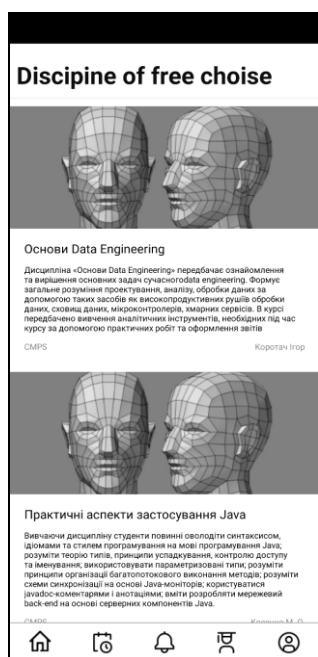 Discipine of free choise
Основи Data Engineering
Дисципліна «Основи Data Engineering» передбачає ознайомлення
та вирішення основних задач сучасногоdata engineering. Формує
загальне розуміння проектування, аналізу, обробки даних за
допомогою таких засобів як високопродуктивних рушіїв обробки
даних, сховищ даних, мікроконтролерів, хмарних сервісів. В курсі
передбачено вивчення аналітичних інструментів, необхідних під час
курсу за допомогою практичних робіт та оформлення звітів
CMPS Коротач Ігор
Практичні аспекти застосування Java
Вивчаючи дисципліну студенти повинні оволодіти синтаксисом,
ідіомами та стилем програмування на мові програмування Java;
розуміти теорію типів, принципи успадкування, контролю доступу
та іменування; використовувати параметризовані типи; розуміти
принципи організації багатопотокового виконання методів; розуміти
схеми синхронізації на основі Java-моніторів; користуватися
javadoc-коментарями і анотаціями; вміти розробляти мережевий
back-end на основі серверних компонентів Java.
CMPS